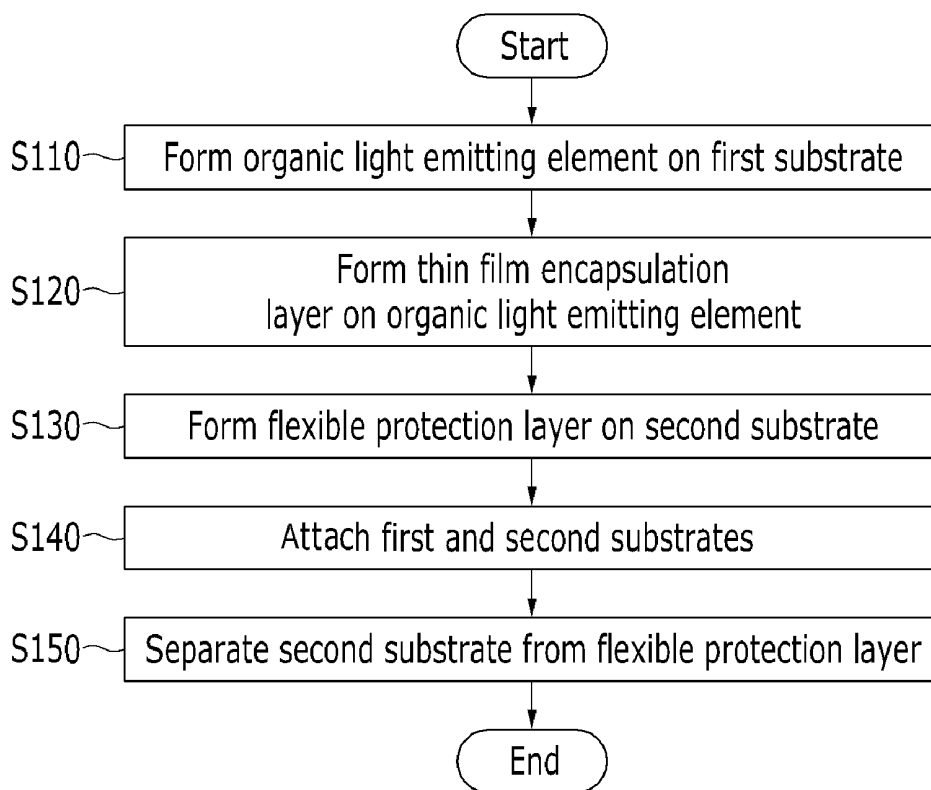 Start
S110
Form organic light emitting element on first substrate
S120
Form thin film encapsulation
layer on organic light emitting element
S130
Form flexible protection layer on second substrate
S140
Attach first and second substrates
S150
Separate second substrate from flexible protection layer
End